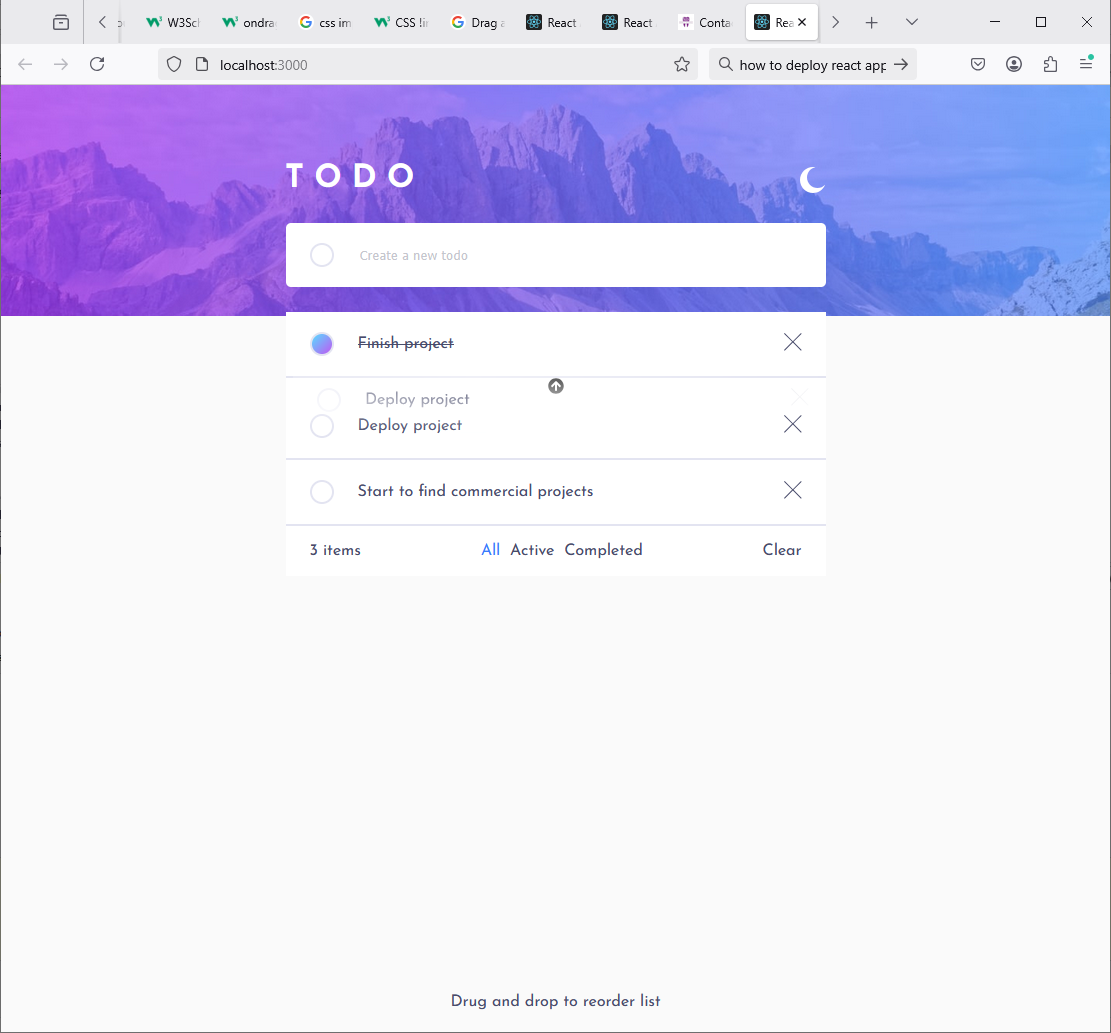 W3Sch
ondra
css im
CSS !i
Drag a
React
React
Conta
Rea
localhost:3000
how to deploy react app
TODO
Create a new todo
Finish project
Deploy project
Deploy project
Start to find commercial projects
3 items All Active Completed Clear
Drug and drop to reorder list